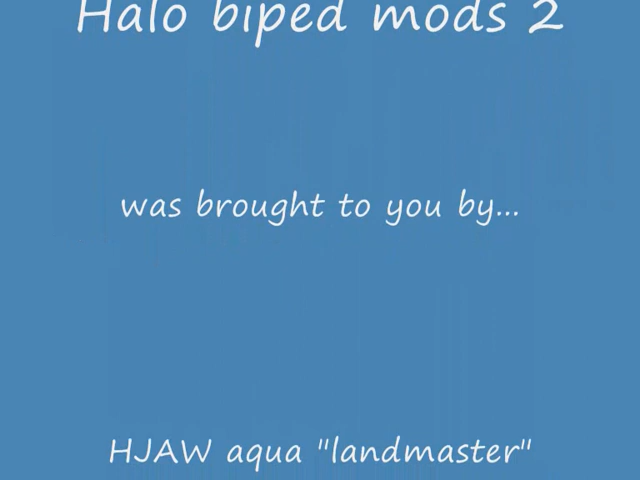 Halo biped mods 2
was brought to you by...
HJAW aqua "landmaster"